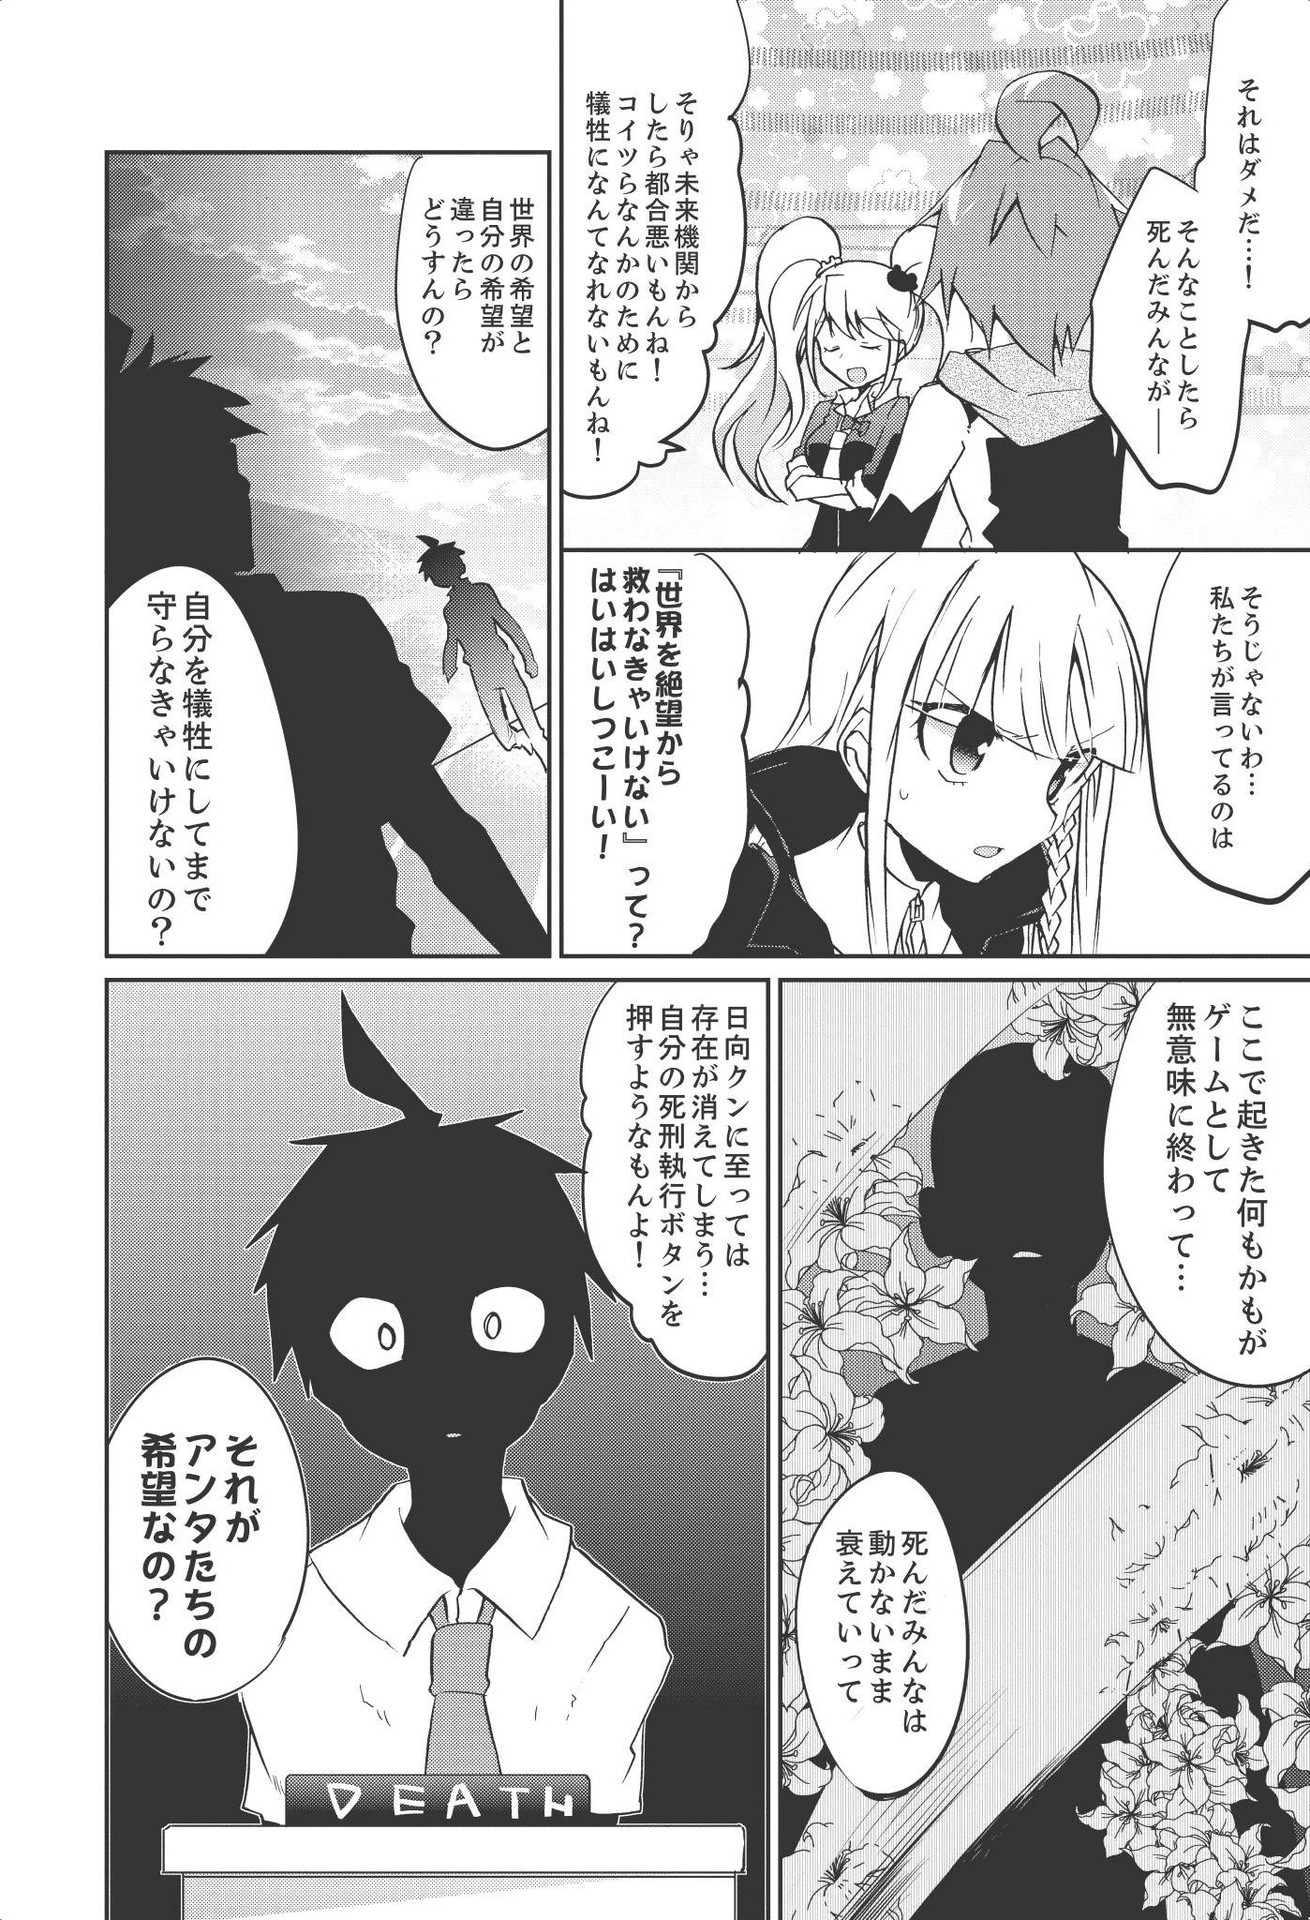 それはダメだ…！
そんなことしたら
死んだみんなが――
そりゃ未来機関から
したら都合悪いもんね！
コイツらなんかのために
犠牲になんてなれないもんね！
そうじゃないわ…
私たちが言ってるのは
『世界を絶望から
救わなきゃいけない』って？
はいはいしつこーい！
世界の希望と
自分の希望が
違ったら
どうすんの？
自分を犠牲にしてまで
守らなきゃいけないの？
ここで起きた何もかもが
ゲームとして
無意味に終わって…
死んだみんなは
動かないまま
衰えていって
日向クンに至っては
存在が消えてしまう…
自分の死刑執行ボタンを
押すようなもんよ！
それが
アンタたちの
希望なの？
DEATH